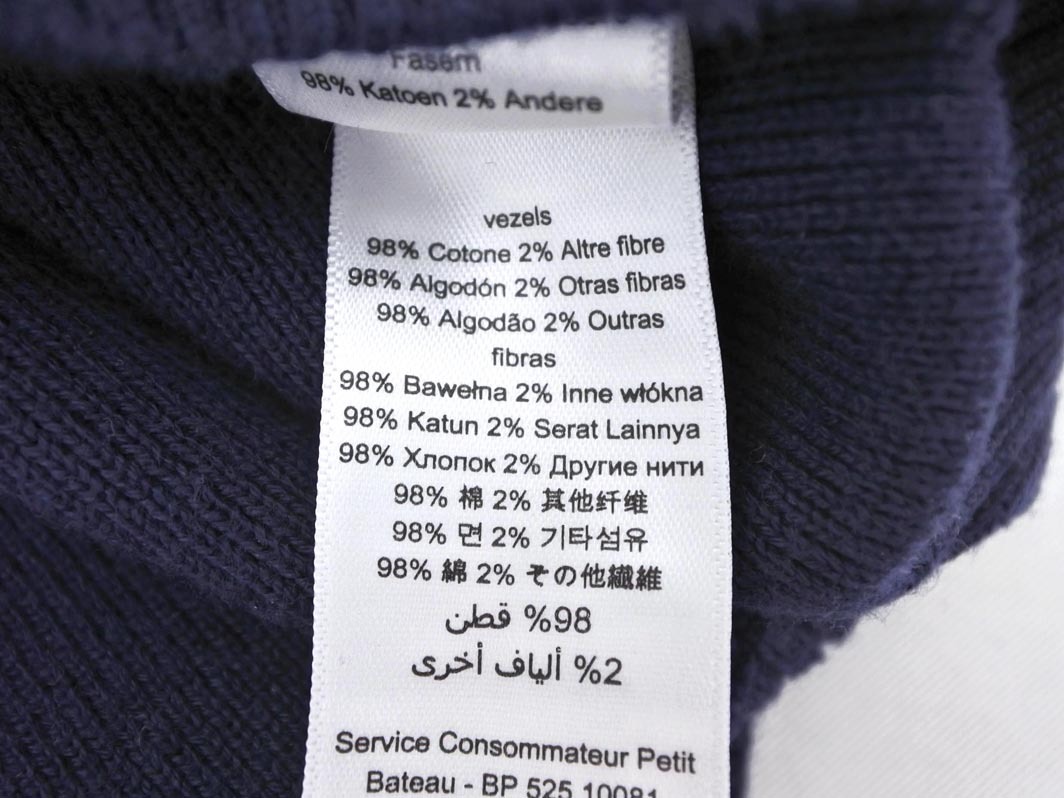 Fasern
98% Katoen 2% Andere
vezels
98% Cotone 2% Altre fibre
98% Algodón 2% Otras fibras
98% Algodão 2% Outras
fibras
98% Bawełna 2% Inne włókna
98% Katun 2% Serat Lainnya
98% Хлопок 2% Другие нити
98% 棉 2% 其他纤维
98% 면 2% 기타섬유
98% 綿 2% その他繊維
98% قطن
2% ألياف أخرى
Service Consommateur Petit
Bateau - BP 525 10081